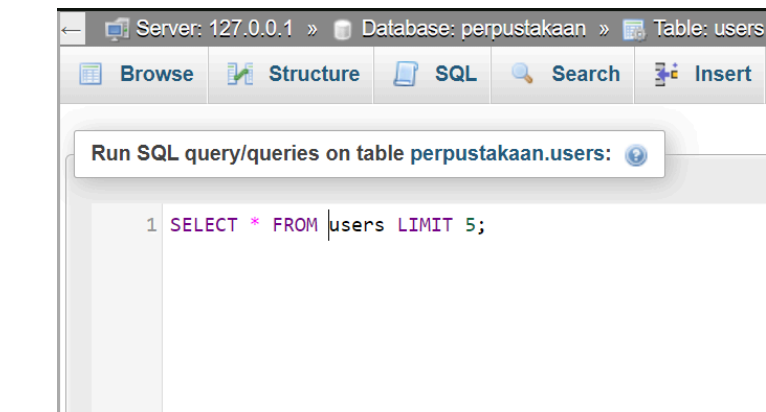 ← Server: 127.0.0.1 » Database: perpustakaan » Table: users
Browse Structure SQL Search Insert
Run SQL query/queries on table perpustakaan.users:
1 SELECT * FROM users LIMIT 5;